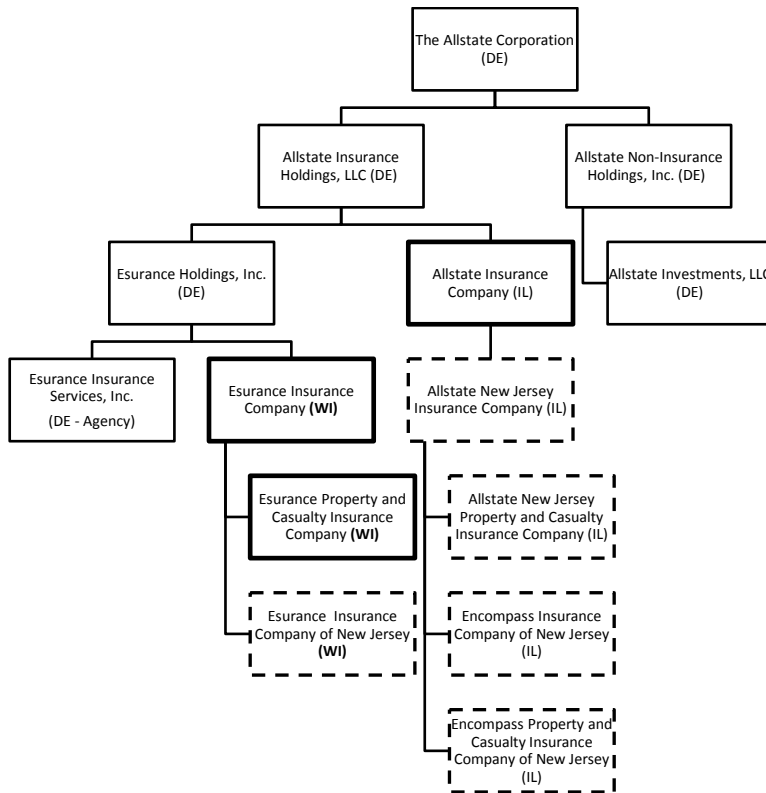 The Allstate Corporation
(DE)
Allstate Insurance
Holdings, LLC (DE)
Allstate Non-Insurance
Holdings, Inc. (DE)
Esurance Holdings, Inc.
(DE)
Allstate Insurance
Company (IL)
Allstate Investments, LLC
(DE)
Esurance Insurance
Services, Inc.
(DE - Agency)
Esurance Insurance
Company (WI)
Allstate New Jersey
Insurance Company (IL)
Esurance Property and
Casualty Insurance
Company (WI)
Allstate New Jersey
Property and Casualty
Insurance Company (IL)
Esurance Insurance
Company of New Jersey
(WI)
Encompass Insurance
Company of New Jersey
(IL)
Encompass Property and
Casualty Insurance
Company of New Jersey
(IL)